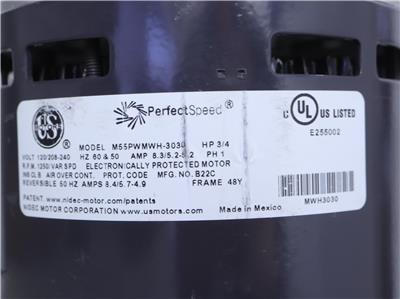 US
PerfectSpeed®
MODEL M55PWMWH-3030 HP 3/4
VOLT 120/208-240 HZ 60 & 50 AMP 8.3/5.2-5.2 PH 1
R.P.M. 1250/VAR SPD ELECTRONICALLY PROTECTED MOTOR
INS CL B AIR OVER CONT. PROT. CODE MFG. NO. B22C
REVERSIBLE 50 HZ AMPS 8.4/5.7-4.9 FRAME 48Y
PATENT: www.nidec-motor.com/patents
NIDEC MOTOR CORPORATION www.usmotors.com® Made in Mexico
C UL US LISTED
E255002
MWH3030